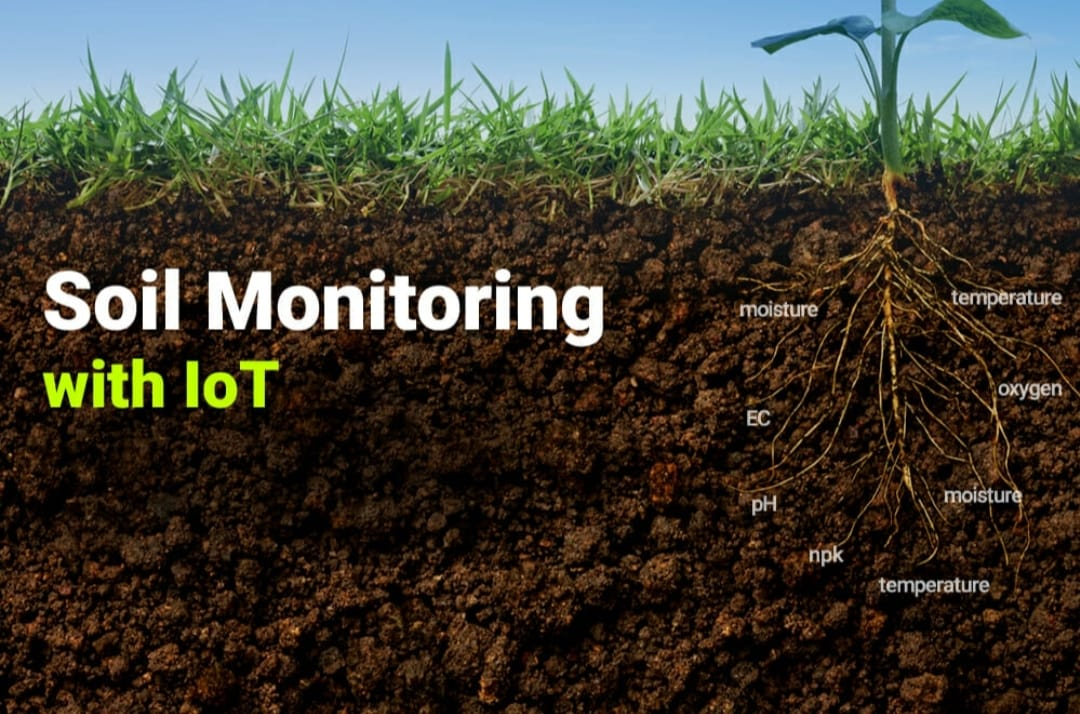 Soil Monitoring
with IoT
moisture
temperature
oxygen
EC
pH
moisture
npk
temperature